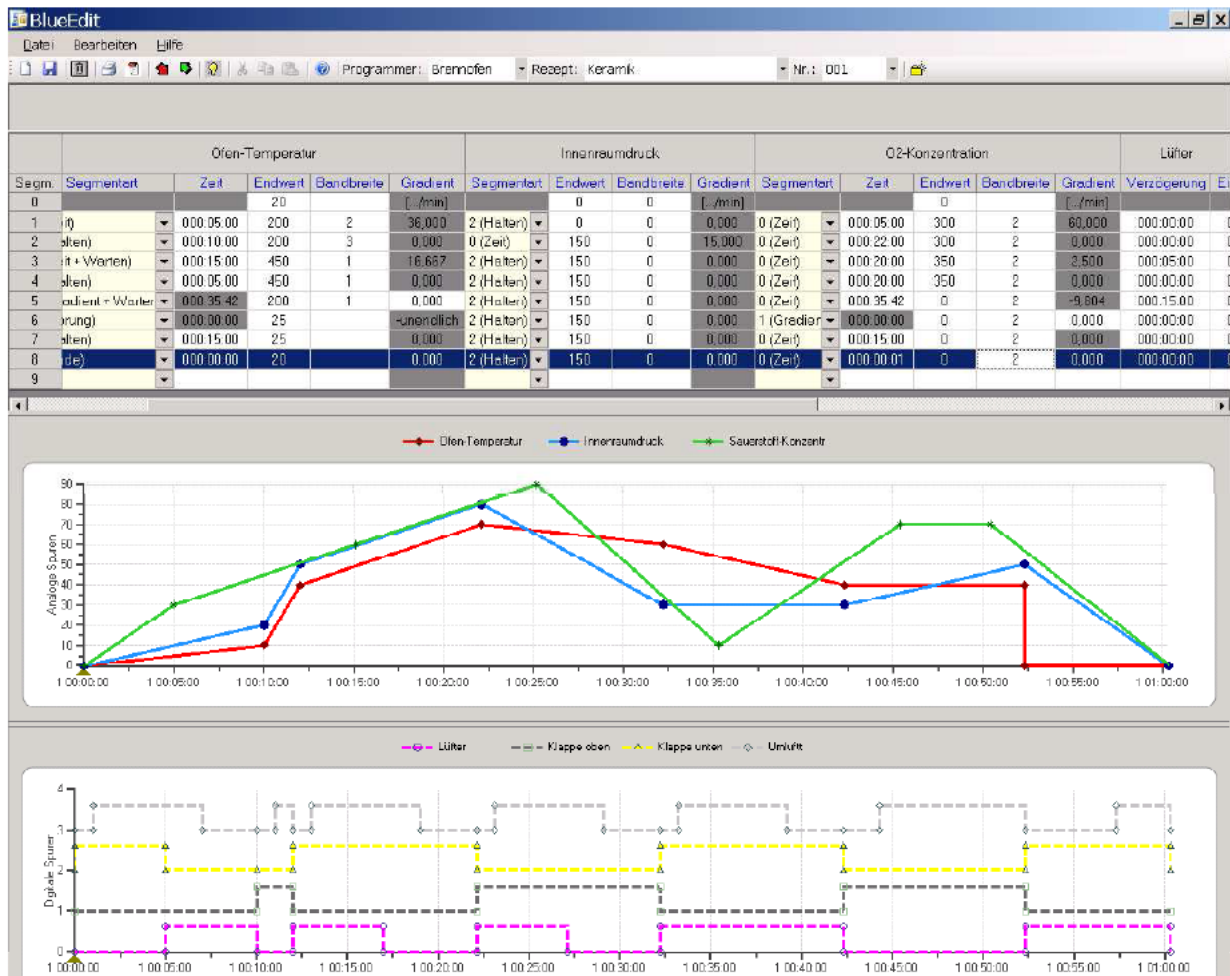 BlueEdit
Datei Bearbeiten Hilfe
Programmer: Brennofen Rezept: Keramik Nr.: 001
Ofen-Temperatur Innenraumdruck O2-Konzentration Lüfter
Segm. Segmentart Zeit Endwert Bandbreite Gradient Segmentart Endwert Bandbreite Gradient Segmentart Zeit Endwert Bandbreite Gradient Verzögerung
0 20 [../min] 0 0 [../min] 0 [../min]
1 it) 000:05:00 200 2 36,000 2 (Halten) 0 0 0,000 0 (Zeit) 000:05:00 300 2 60,000 000:00:00
2 alten) 000:10:00 200 3 0,000 0 (Zeit) 150 0 15,000 0 (Zeit) 000:22:00 300 2 0,000 000:00:00
3 it + Warten) 000:15:00 450 1 16,667 2 (Halten) 150 0 0,000 0 (Zeit) 000:20:00 350 2 2,500 000:05:00
4 alten) 000:05:00 450 1 0,000 2 (Halten) 150 0 0,000 0 (Zeit) 000:20:00 350 2 0,000 000:00:00
5 adient + Warter 000:35:42 200 1 0,000 2 (Halten) 150 0 0,000 0 (Zeit) 000:35:42 0 2 -9,804 000:15:00
6 prung) 000:00:00 25 -unendlich 2 (Halten) 150 0 0,000 1 (Gradier 000:00:00 0 2 0,000 000:00:00
7 alten) 000:15:00 25 0,000 2 (Halten) 150 0 0,000 0 (Zeit) 000:15:00 0 2 0,000 000:00:00
8 de) 000:00:00 20 0,000 2 (Halten) 150 0 0,000 0 (Zeit) 000:00:01 0 2 0,000 000:00:00
9
Ofen-Temperatur Innenraumdruck Sauerstoff-Konzentr
Analoge Spuren
90
80
70
60
50
40
30
20
10
0
1 00:00:00 1 00:05:00 1 00:10:00 1 00:15:00 1 00:20:00 1 00:25:00 1 00:30:00 1 00:35:00 1 00:40:00 1 00:45:00 1 00:50:00 1 00:55:00 1 01:00:00
Lüfter Klappe oben Klappe unten Umluftt
Digitale Spuren
4
3
2
1
0
1 00:00:00 1 00:05:00 1 00:10:00 1 00:15:00 1 00:20:00 1 00:25:00 1 00:30:00 1 00:35:00 1 00:40:00 1 00:45:00 1 00:50:00 1 00:55:00 1 01:00:00